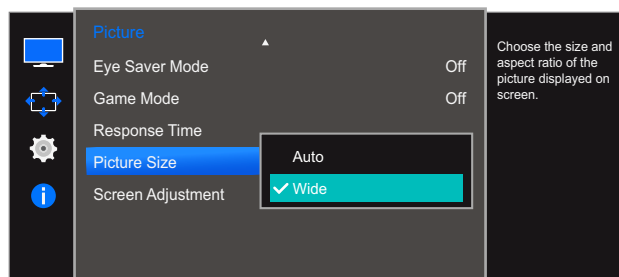 Picture
Eye Saver Mode Off
Game Mode Off
Response Time
Picture Size
Auto
Wide
Screen Adjustment
Choose the size and
aspect ratio of the
picture displayed on
screen.